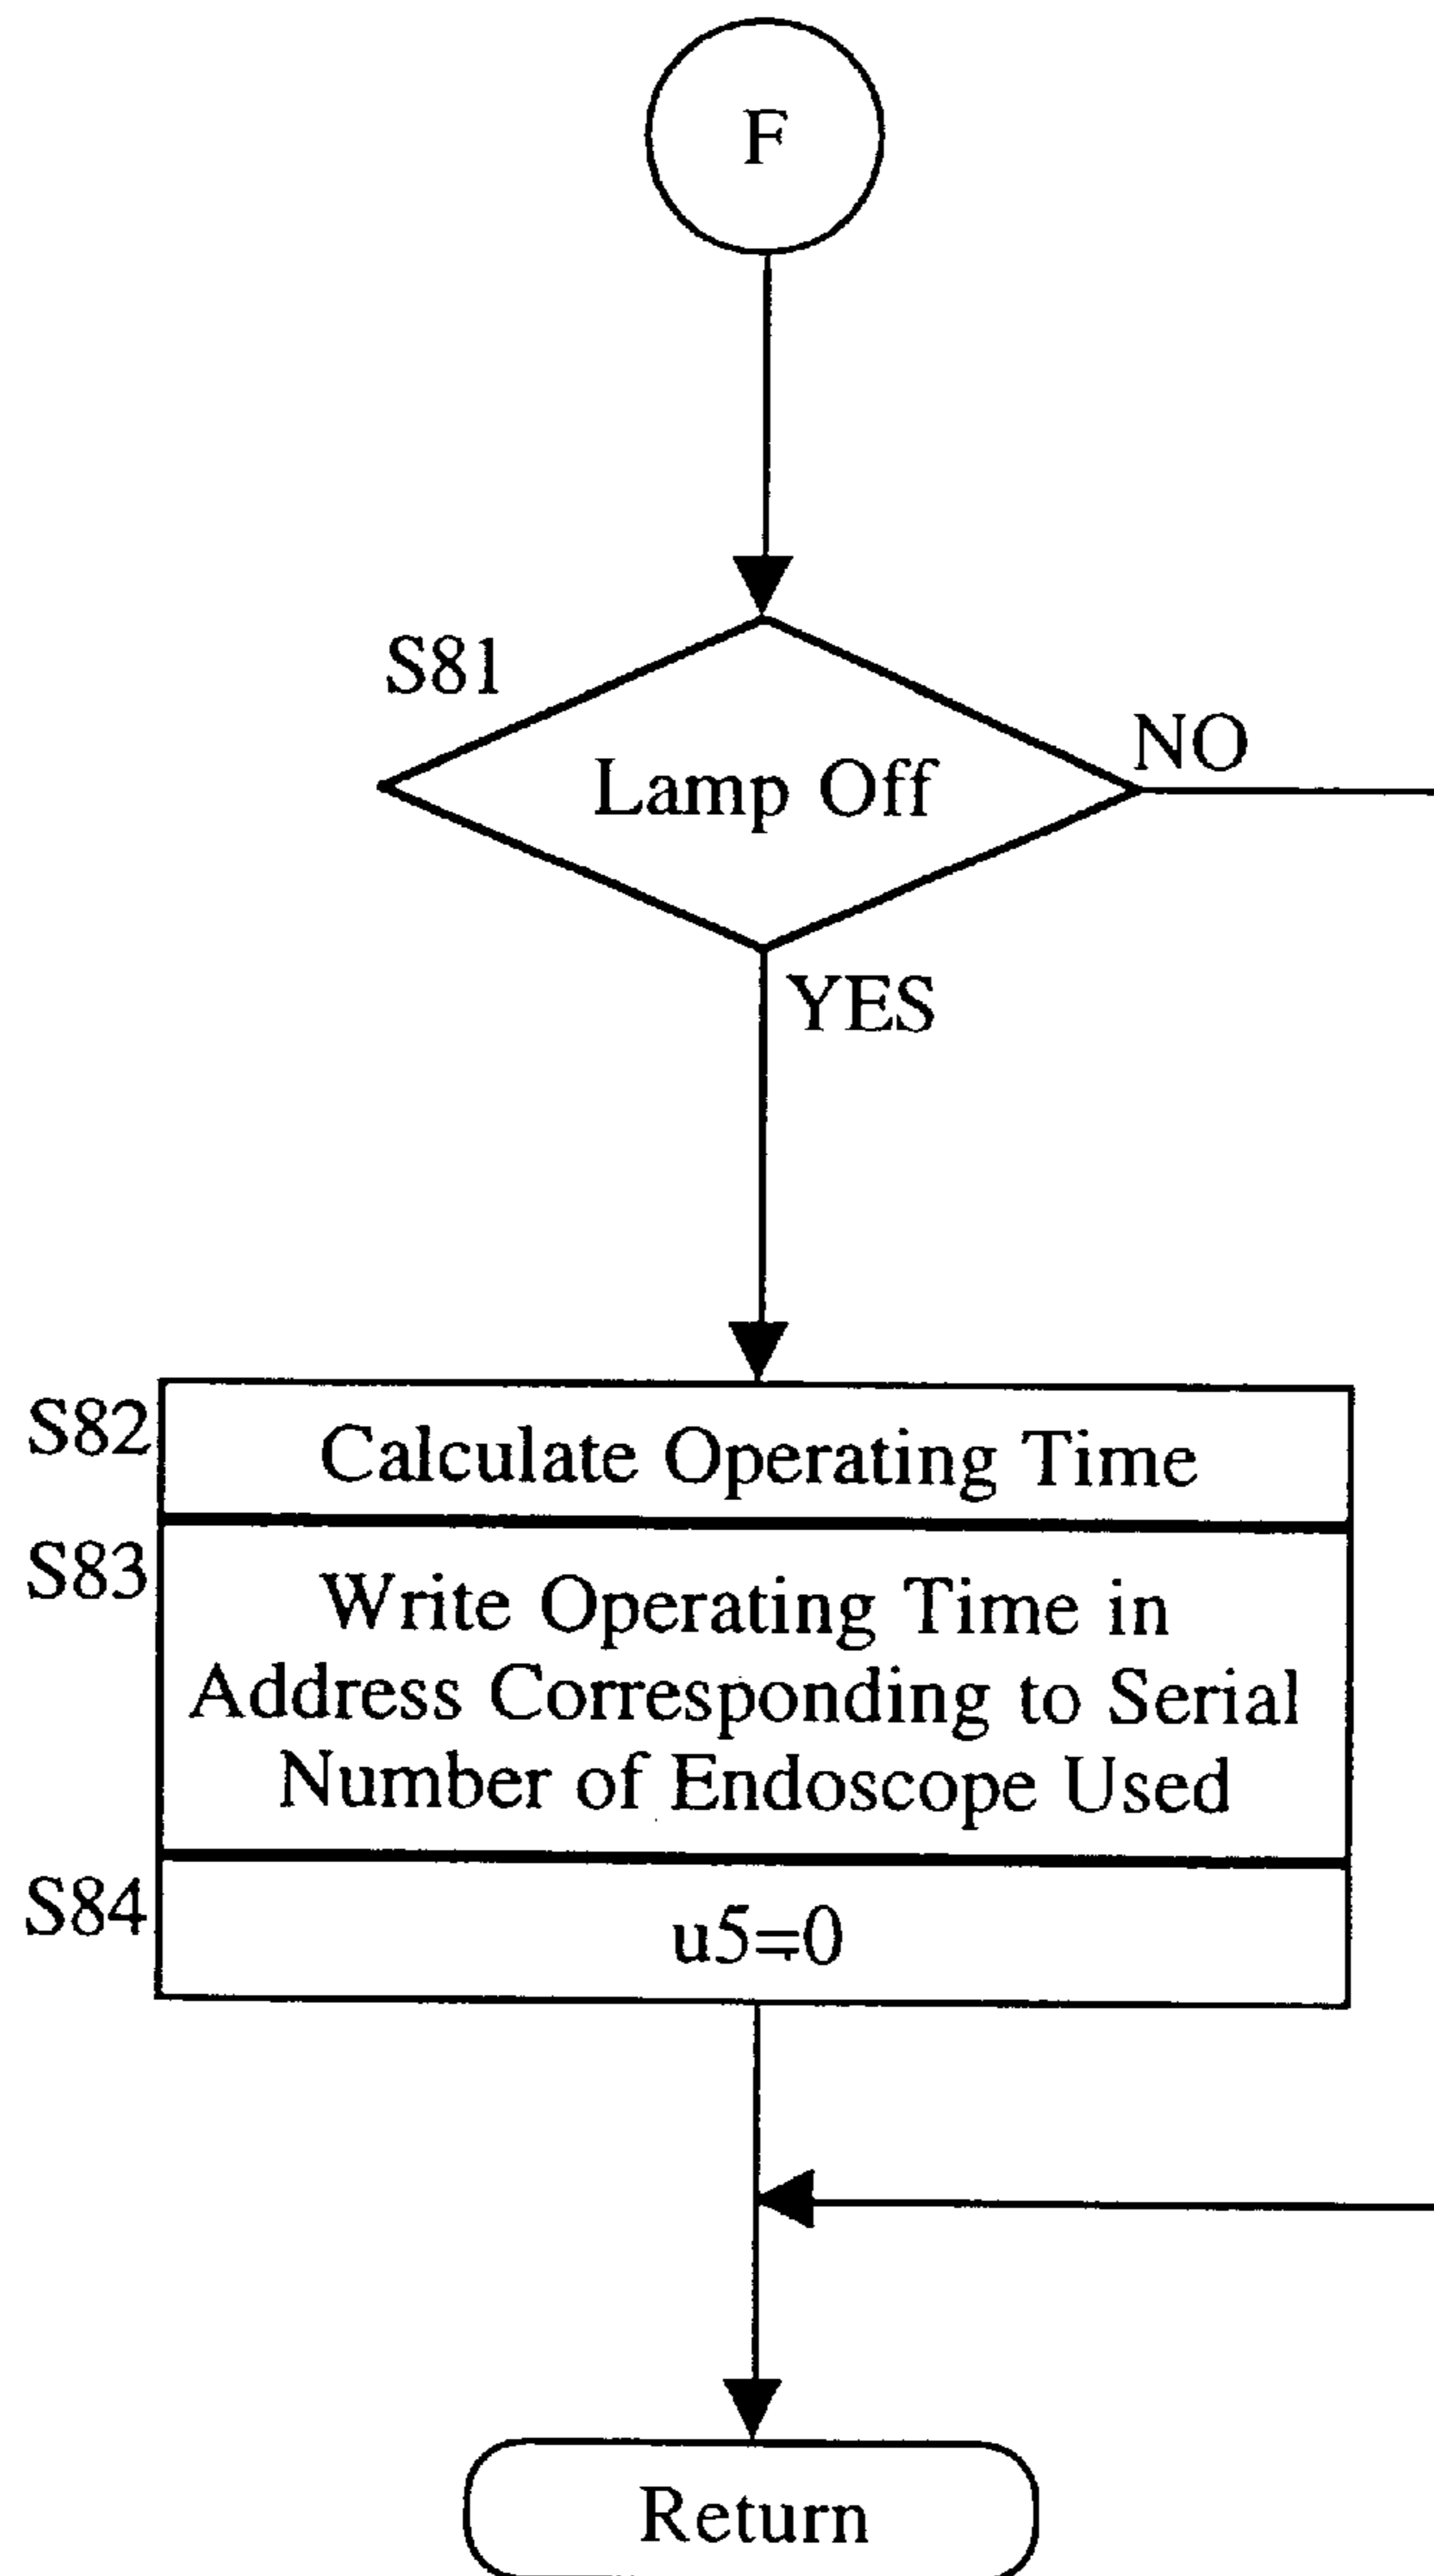 F
S81
Lamp Off
NO
YES
S82
Calculate Operating Time
S83
Write Operating Time in
Address Corresponding to Serial
Number of Endoscope Used
S84
u5=0
Return